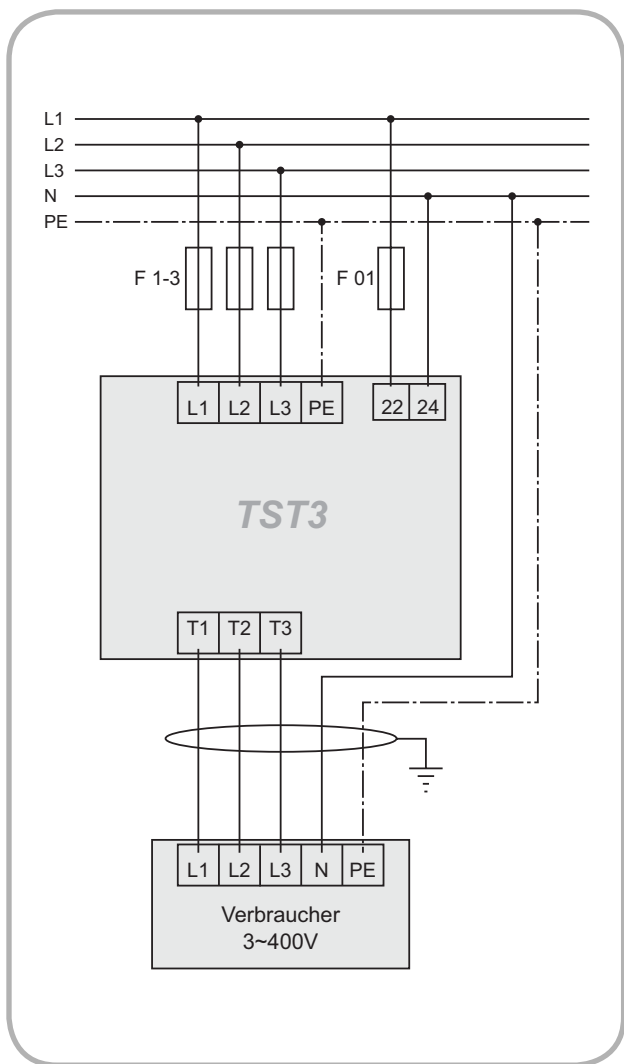 L1
L2
L3
N
PE
F 1-3
F 01
L1 L2 L3 PE 22 24
TST3
T1 T2 T3
L1 L2 L3 N PE
Verbraucher
3~400V